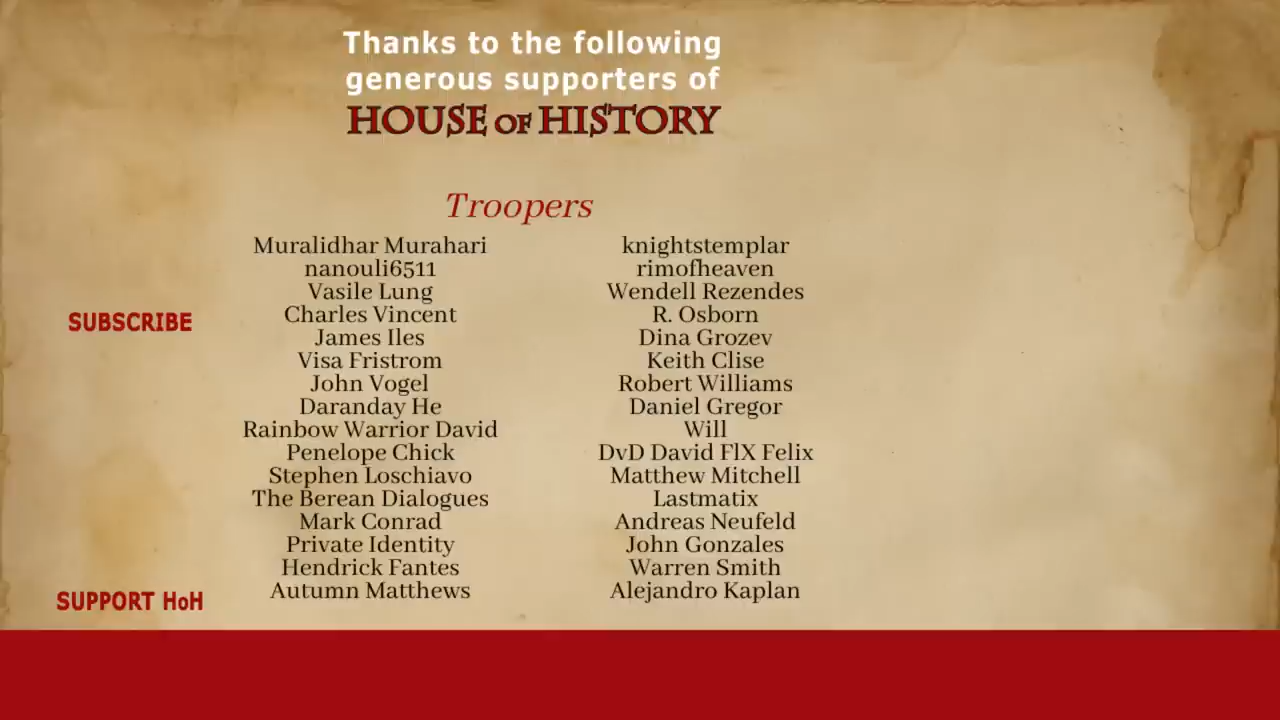 Thanks to the following
generous supporters of
HOUSE OF HISTORY
Troopers
Muralidhar Murahari
nanouli6511
Vasile Lung
Charles Vincent
James Iles
Visa Fristrom
John Vogel
Daranday He
Rainbow Warrior David
Penelope Chick
Stephen Loschiavo
The Berean Dialogues
Mark Conrad
Private Identity
Hendrick Fantes
Autumn Matthews
knightstemplar
rimofheaven
Wendell Rezendes
R. Osborn
Dina Grozev
Keith Clise
Robert Williams
Daniel Gregor
Will
DvD David FlX Felix
Matthew Mitchell
Lastmatix
Andreas Neufeld
John Gonzales
Warren Smith
Alejandro Kaplan
SUBSCRIBE
SUPPORT HoH